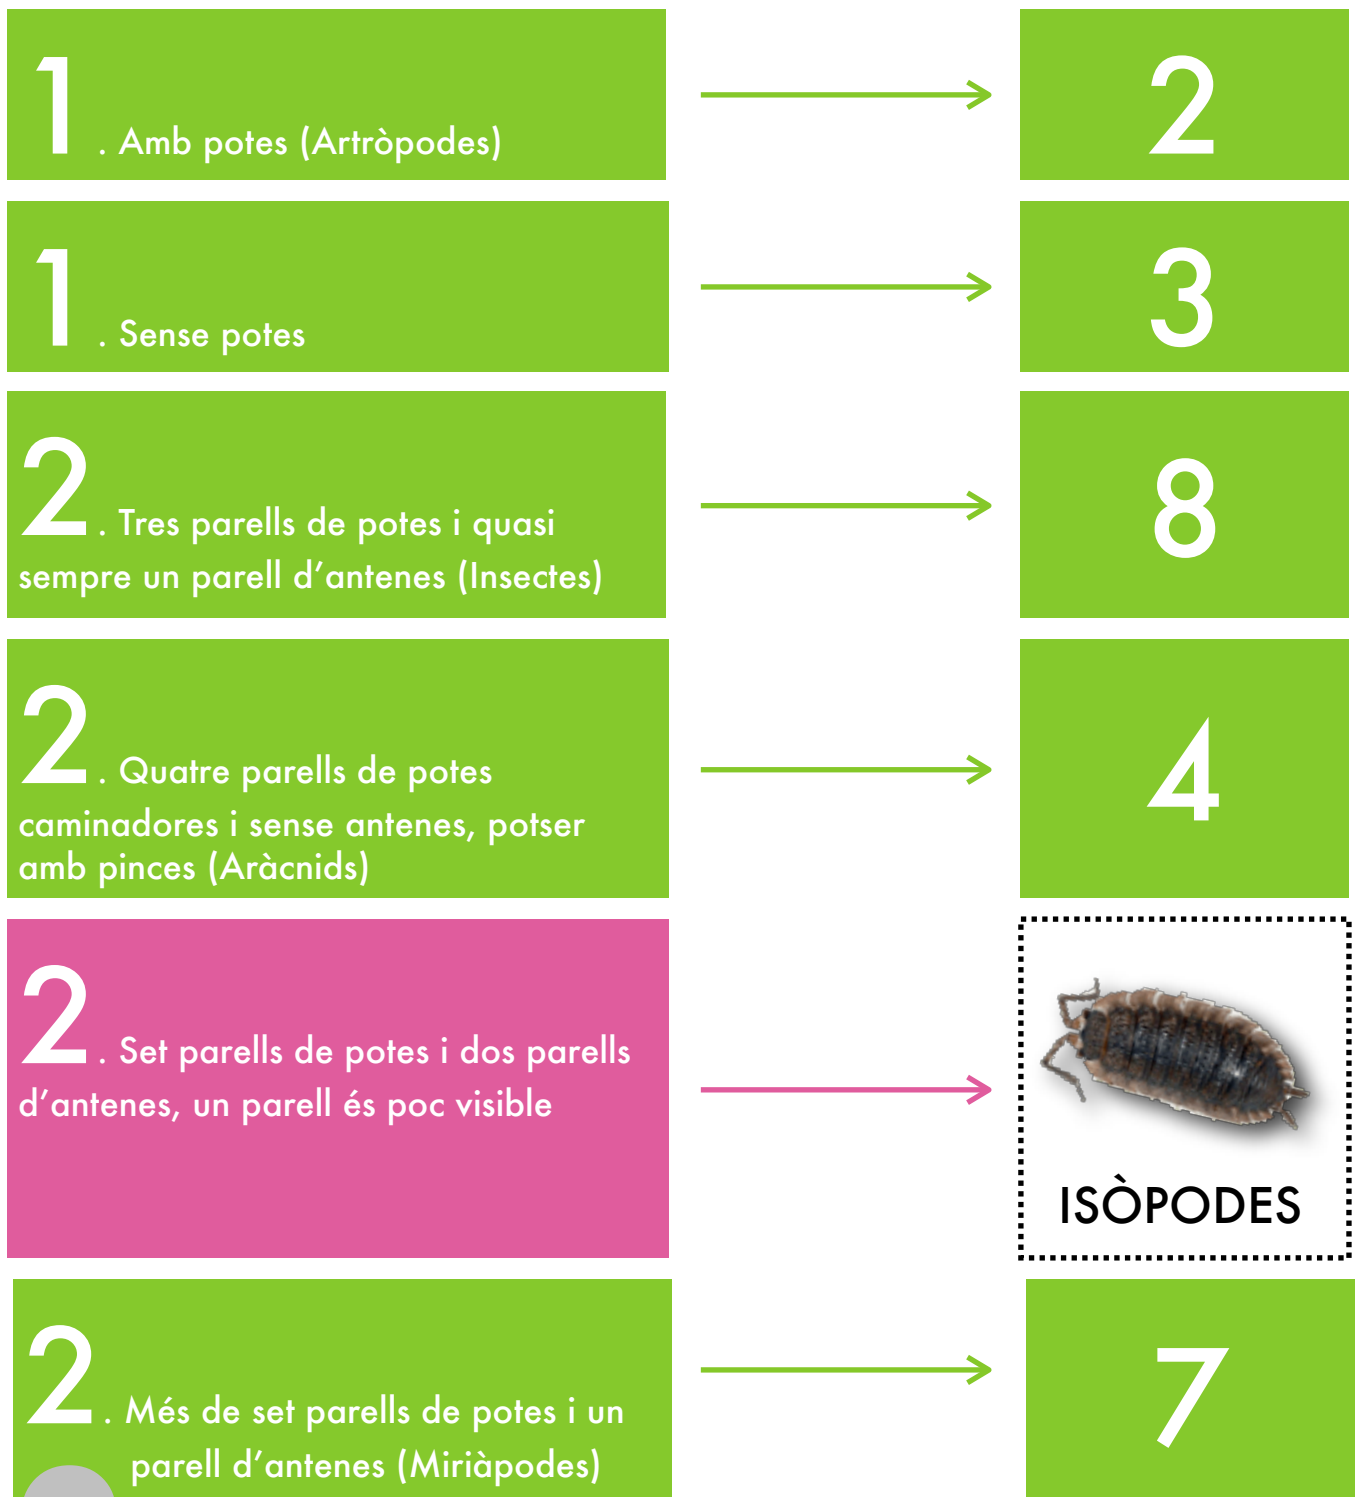 1. Amb potes (Artròpodes)
2
1. Sense potes
3
2. Tres parells de potes i quasi
sempre un parell d’antenes (Insectes)
8
2. Quatre parells de potes
caminadores i sense antenes, potser
amb pinces (Aràcnids)
4
2. Set parells de potes i dos parells
d’antenes, un parell és poc visible
ISÒPODES
2. Més de set parells de potes i un
parell d’antenes (Miriàpodes)
7